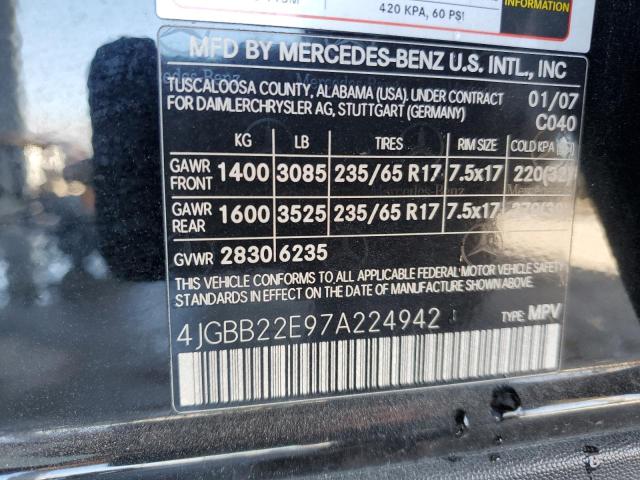 420 KPA, 60 PSI
INFORMATION
MFD BY MERCEDES-BENZ U.S. INTL., INC
TUSCALOOSA COUNTY, ALABAMA (USA). UNDER CONTRACT 01/07
FOR DAIMLERCHRYSLER AG, STUTTGART (GERMANY) C040
KG LB TIRES RIM SIZE COLD KPA
GAWR FRONT 1400 3085 235/65 R17 7.5x17 220(32)
GAWR REAR 1600 3525 235/65 R17 7.5x17
GVWR 2830 6235
THIS VEHICLE CONFORMS TO ALL APPLICABLE FEDERAL MOTOR VEHICLE SAFETY
STANDARDS IN EFFECT ON THE DATE OF MANUFACTURE SHOWN ABOVE.
4JGBB22E97A224942 TYPE: MPV